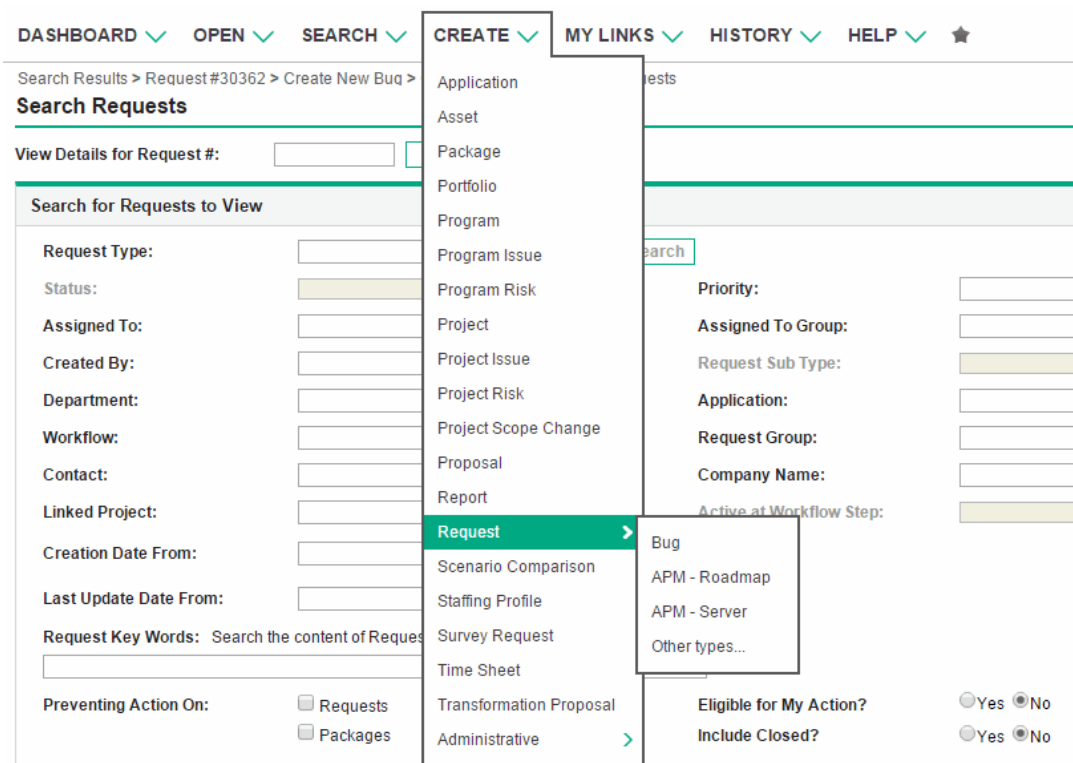 DASHBOARD OPEN SEARCH CREATE MY LINKS HISTORY HELP
Search Results > Request #30362 > Create New Bug >
Search Requests
View Details for Request #:
Search for Requests to View
Request Type:
Status:
Priority:
Assigned To:
Assigned To Group:
Created By:
Request Sub Type:
Department:
Application:
Workflow:
Request Group:
Contact:
Company Name:
Linked Project:
Active at Workflow Step:
Creation Date From:
Last Update Date From:
Request Key Words: Search the content of Reques
Preventing Action On:
Requests
Packages
Eligible for My Action?
Yes No
Include Closed?
Yes No
Application
Asset
Package
Portfolio
Program
Program Issue
Program Risk
Project
Project Issue
Project Risk
Project Scope Change
Proposal
Report
Request
Scenario Comparison
Staffing Profile
Survey Request
Time Sheet
Transformation Proposal
Administrative
Bug
APM - Roadmap
APM - Server
Other types...